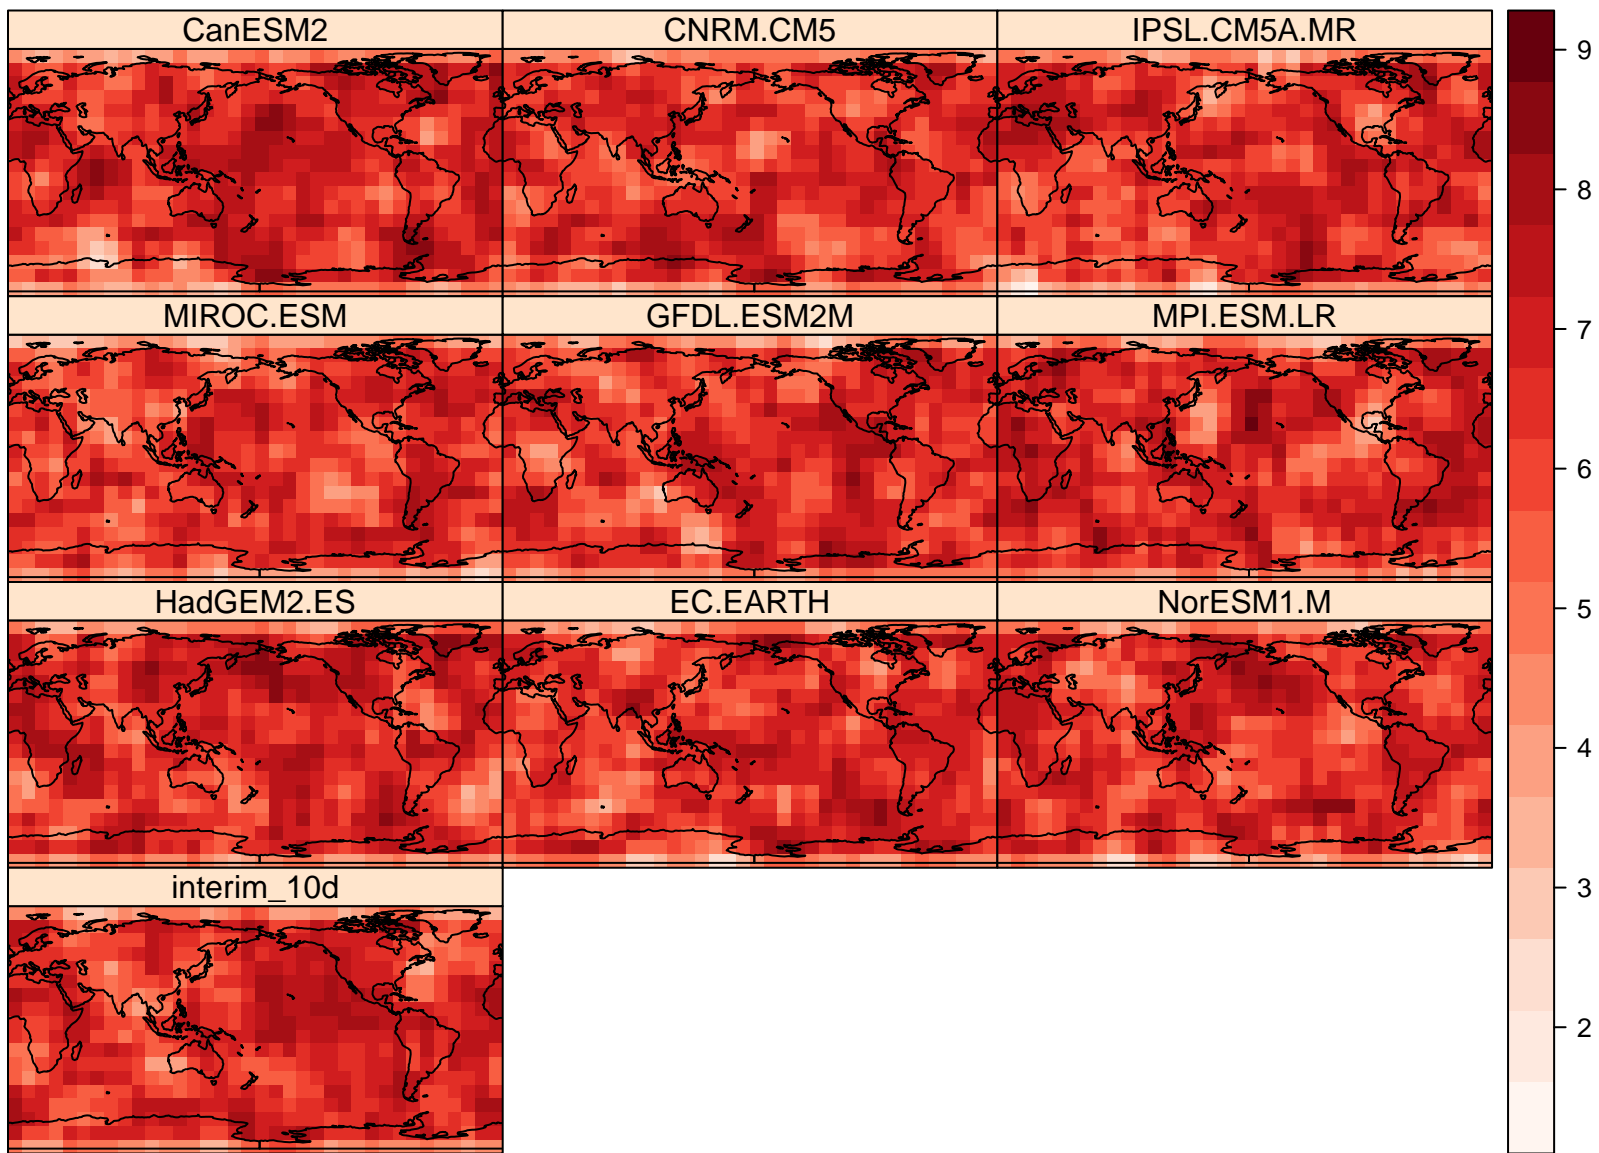 CanESM2
CNRM.CM5
IPSL.CM5A.MR
MIROC.ESM
GFDL.ESM2M
MPI.ESM.LR
HadGEM2.ES
EC.EARTH
NorESM1.M
interim_10d
9
8
7
6
5
4
3
2